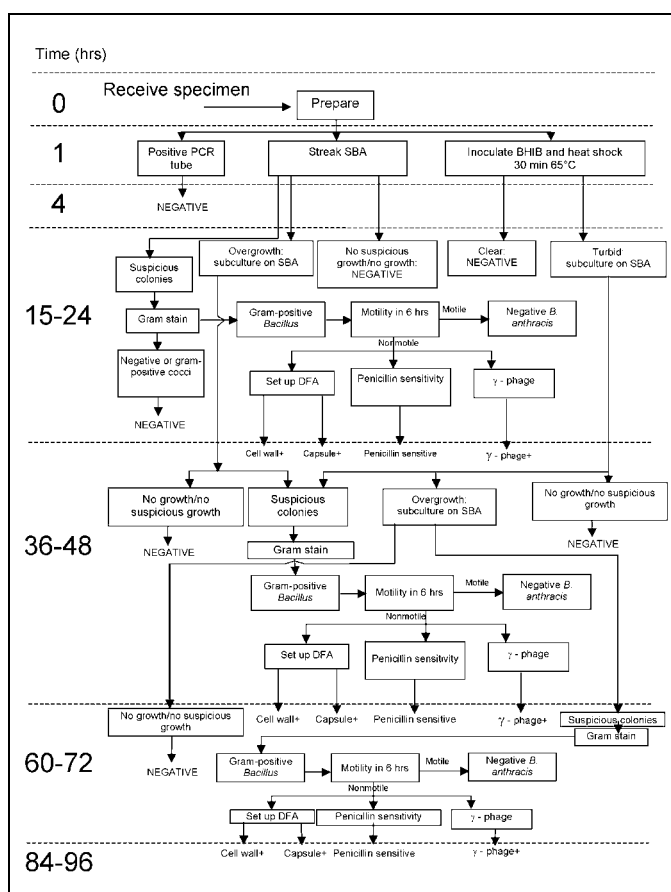 Time (hrs)
0
Receive specimen
Prepare
1
Positive PCR
tube
Streak SBA
Inoculate BHIB and heat shock
30 min 65°C
4
NEGATIVE
15-24
Suspicious
colonies
Overgrowth:
subculture on SBA
No suspicious
growth/no growth:
NEGATIVE
Clear:
NEGATIVE
Turbid:
subculture on SBA
Gram stain
Gram-positive
Bacillus
Motility in 6 hrs
Motile
Negative B.
anthracis
Nonmotile
Negative or gram-
positive cocci
NEGATIVE
Set up DFA
Penicillin sensitivity
γ - phage
Cell wall+
Capsule+
Penicillin sensitive
γ - phage+
36-48
No growth/no
suspicious growth
Suspicious
colonies
Overgrowth:
subculture on SBA
No growth/no suspicious
growth
NEGATIVE
NEGATIVE
Gram stain
Gram-positive
Bacillus
Motility in 6 hrs
Motile
Negative B.
anthracis
Nonmotile
Set up DFA
Penicillin sensitivity
γ - phage
Cell wall+
Capsule+
Penicillin sensitive
γ - phage+
60-72
No growth/no suspicious
growth
NEGATIVE
Suspicious colonies
Gram stain
Gram-positive
Bacillus
Motility in 6 hrs
Motile
Negative B.
anthracis
Nonmotile
Set up DFA
Penicillin sensitivity
γ - phage
84-96
Cell wall+
Capsule+
Penicillin sensitive
γ - phage+